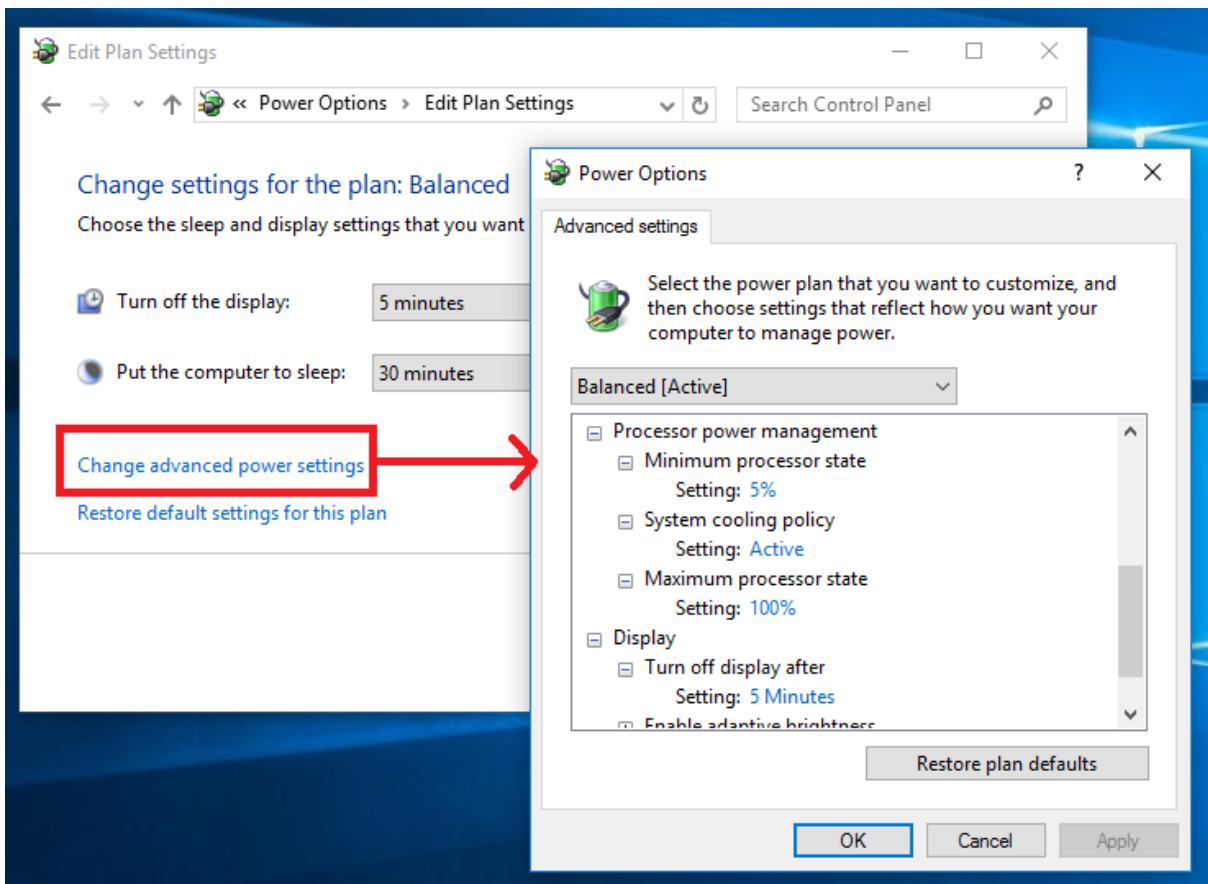 Edit Plan Settings
« Power Options › Edit Plan Settings
Search Control Panel
Change settings for the plan: Balanced
Choose the sleep and display settings that you want
Turn off the display:
5 minutes
Put the computer to sleep:
30 minutes
Change advanced power settings
Restore default settings for this plan
Power Options
?
Advanced settings
Select the power plan that you want to customize, and
then choose settings that reflect how you want your
computer to manage power.
Balanced [Active]
Processor power management
Minimum processor state
Setting: 5%
System cooling policy
Setting: Active
Maximum processor state
Setting: 100%
Display
Turn off display after
Setting: 5 Minutes
Enable adaptive brightness
Restore plan defaults
OK
Cancel
Apply